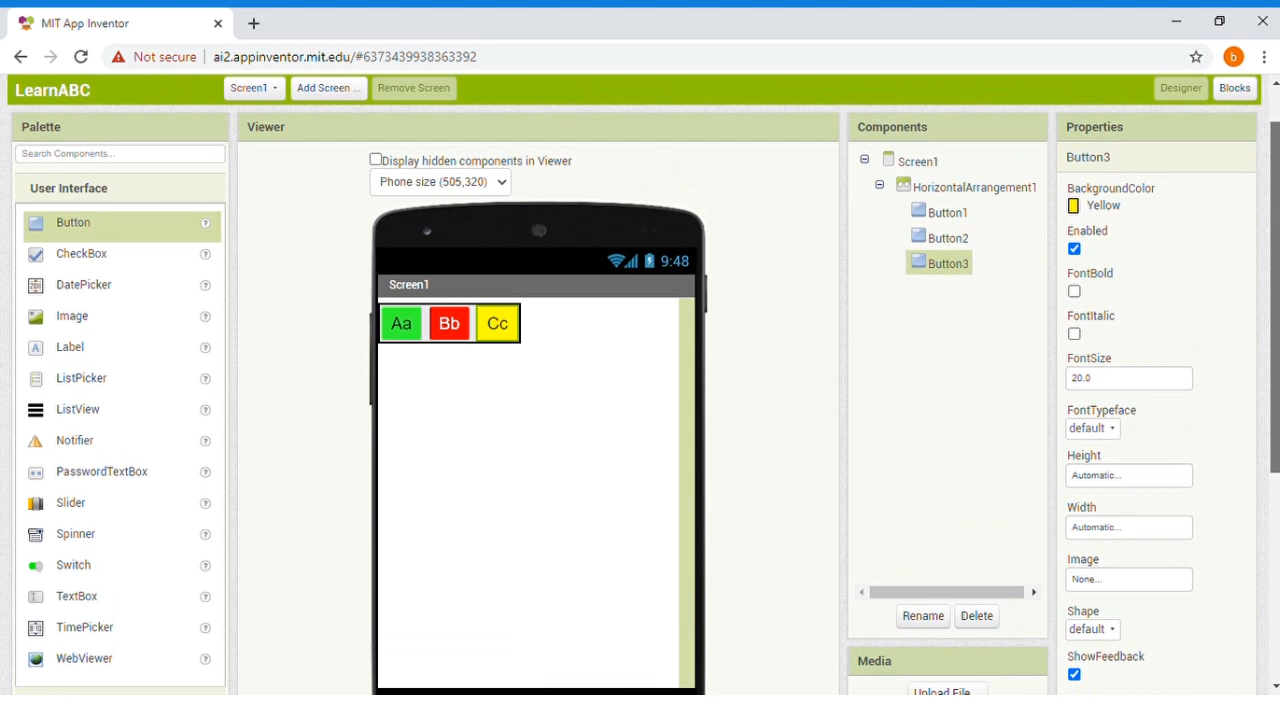 MIT App Inventor
Not secure
ai2.appinventor.mit.edu/#6373439938363392
b
LearnABC
Screen1
Add Screen ...
Remove Screen
Designer
Blocks
Palette
Search Components...
User Interface
Button
CheckBox
DatePicker
Image
Label
ListPicker
ListView
Notifier
PasswordTextBox
Slider
Spinner
Switch
TextBox
TimePicker
WebViewer
Viewer
Display hidden components in Viewer
Phone size (505,320)
9:48
Screen1
Aa Bb Cc
Components
Screen1
HorizontalArrangement1
Button1
Button2
Button3
Rename
Delete
Media
Upload File ...
Properties
Button3
BackgroundColor
Yellow
Enabled
FontBold
FontItalic
FontSize
20.0
FontTypeface
default
Height
Automatic...
Width
Automatic...
Image
None...
Shape
default
ShowFeedback